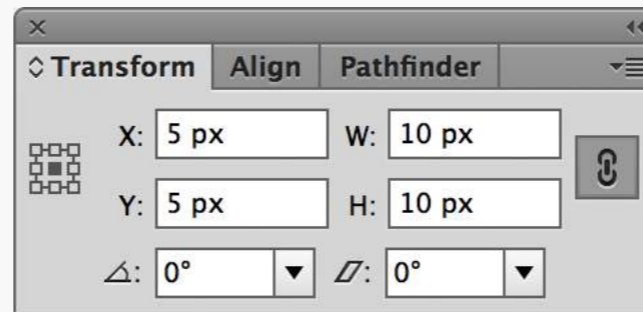 Transform Align Pathfinder
X: 5 px W: 10 px
Y: 5 px H: 10 px
: 0° : 0°